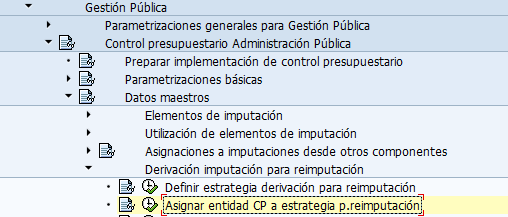 Gestión Pública
Parametrizaciones generales para Gestión Pública
Control presupuestario Administración Pública
Preparar implementación de control presupuestario
Parametrizaciones básicas
Datos maestros
Elementos de imputación
Utilización de elementos de imputación
Asignaciones a imputaciones desde otros componentes
Derivación imputación para reimputación
Definir estrategia derivación para reimputación
Asignar entidad CP a estrategia p.reimputación